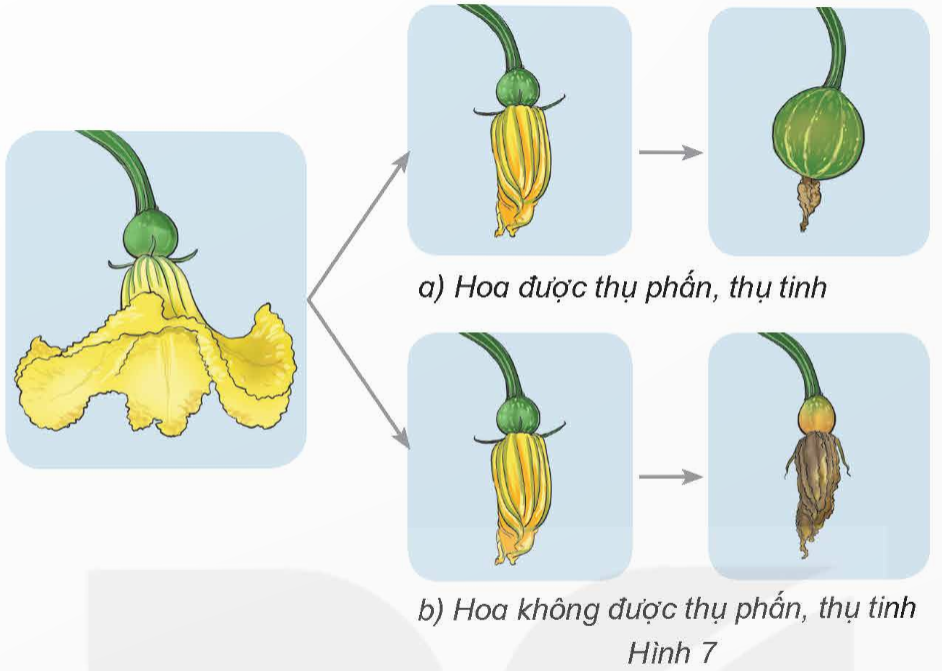 a) Hoa được thụ phấn, thụ tinh
b) Hoa không được thụ phấn, thụ tinh
Hình 7